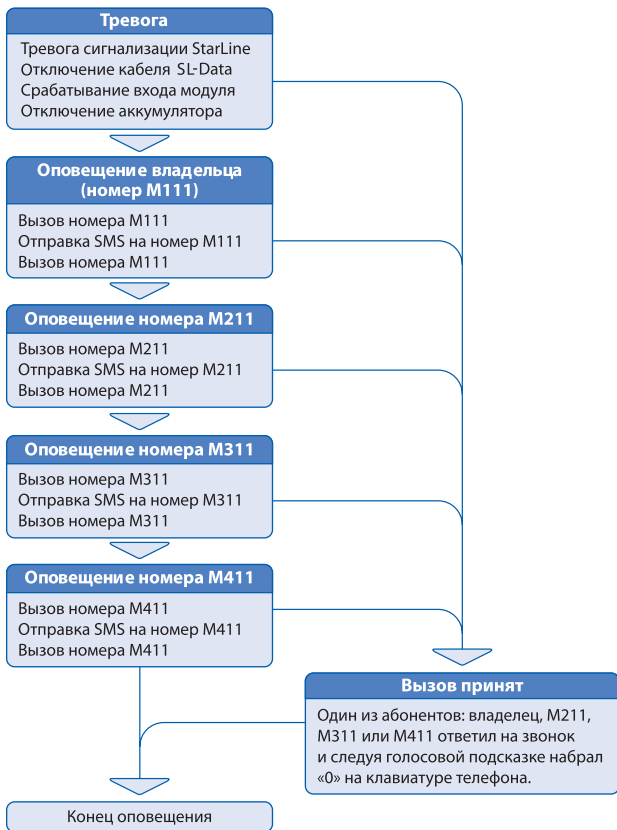 Тревога
Тревога сигнализации StarLine
Отключение кабеля SL-Data
Срабатывание входа модуля
Отключение аккумулятора
Оповещение владельца
(номер М111)
Вызов номера М111
Отправка SMS на номер М111
Вызов номера М111
Оповещение номера М211
Вызов номера М211
Отправка SMS на номер М211
Вызов номера М211
Оповещение номера М311
Вызов номера М311
Отправка SMS на номер М311
Вызов номера М311
Оповещение номера М411
Вызов номера М411
Отправка SMS на номер М411
Вызов номера М411
Вызов принят
Один из абонентов: владелец, М211,
М311 или М411 ответил на звонок
и следуя голосовой подсказке набрал
«0» на клавиатуре телефона.
Конец оповещения